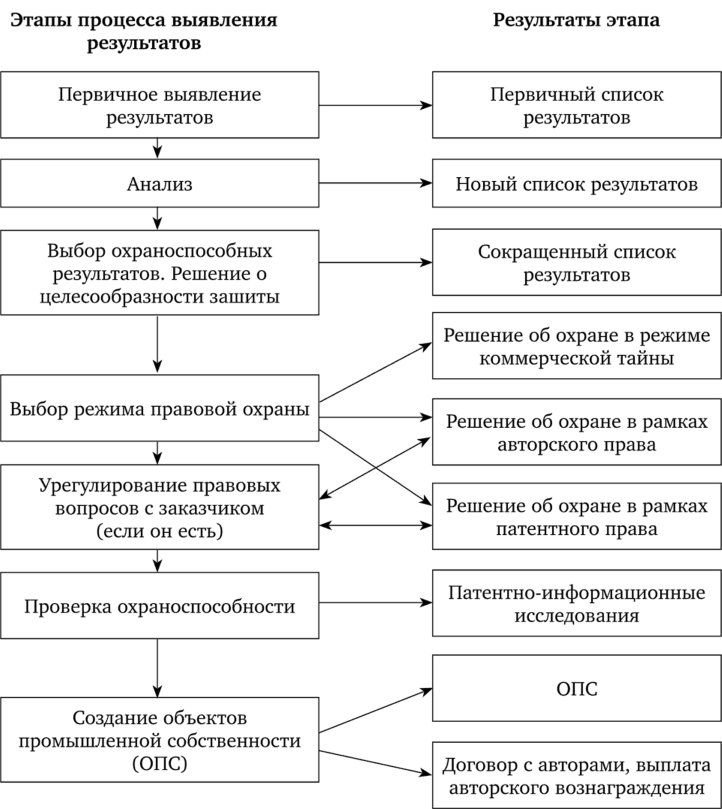 Этапы процесса выявления
результатов
Результаты этапа
Первичное выявление
результатов
Первичный список
результатов
Анализ
Новый список результатов
Выбор охраноспособных
результатов. Решение о
целесообразности зашиты
Сокращенный список
результатов
Решение об охране в режиме
коммерческой тайны
Выбор режима правовой охраны
Решение об охране в рамках
авторского права
Урегулирование правовых
вопросов с заказчиком
(если он есть)
Решение об охране в рамках
патентного права
Проверка охраноспособности
Патентно-информационные
исследования
Создание объектов
промышленной собственности
(ОПС)
ОПС
Договор с авторами, выплата
авторского вознаграждения